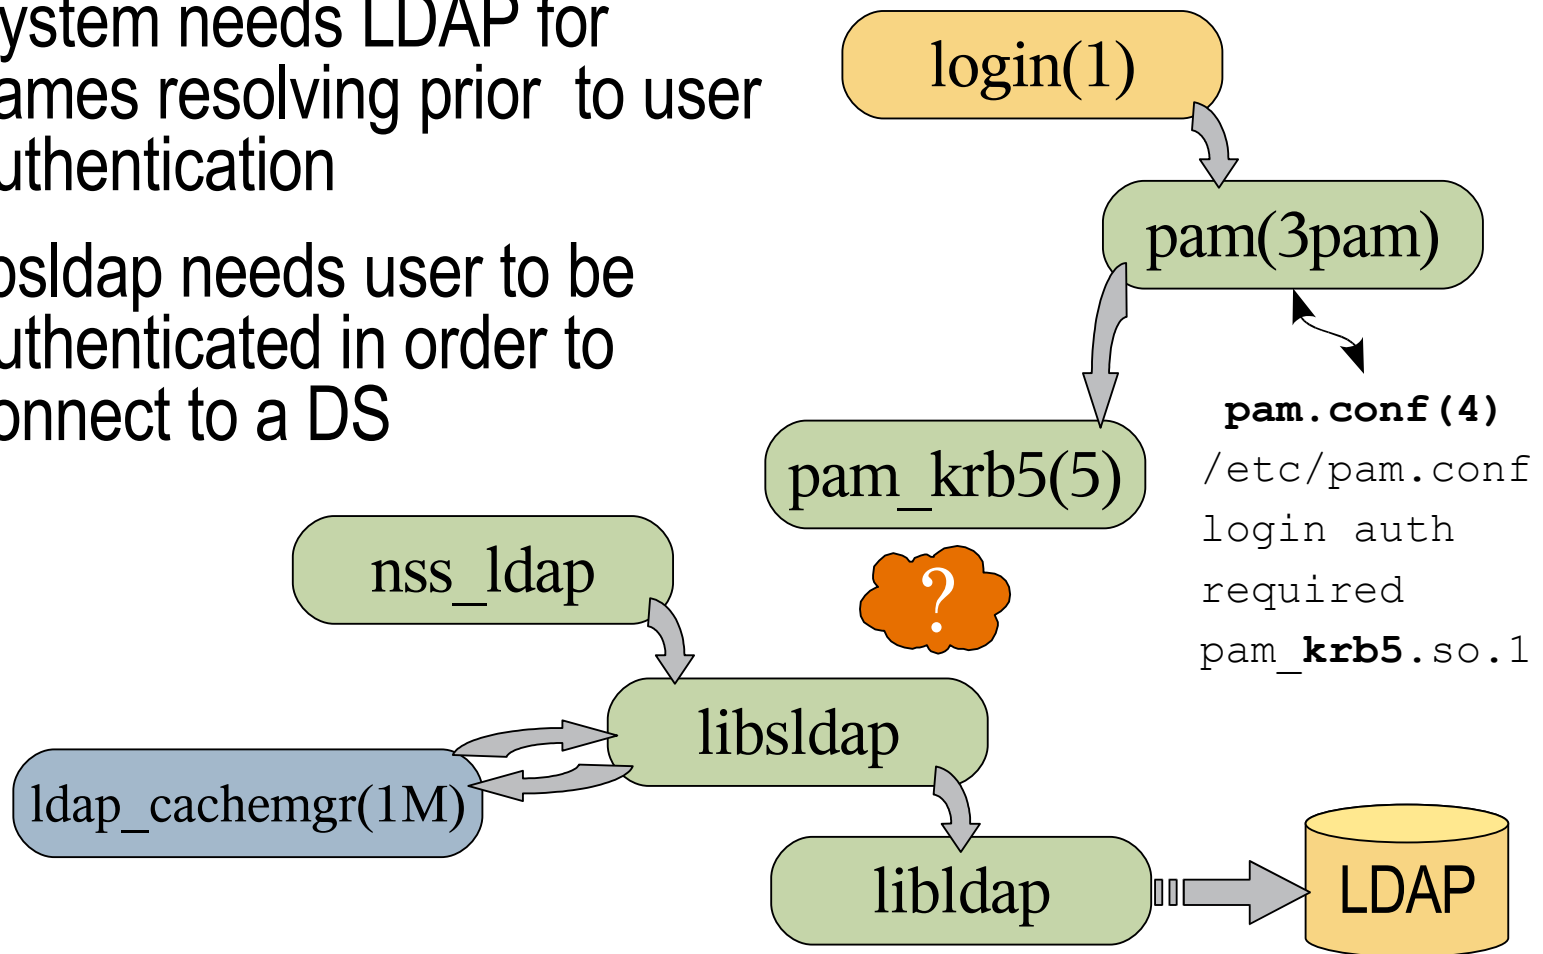 ystem needs LDAP for
ames resolving prior to user
uthentication
osldap needs user to be
uthenticated in order to
onnect to a DS
login(1)
pam(3pam)
pam.conf(4)
/etc/pam.conf
login auth
required
pam_krb5.so.1
pam_krb5(5)
?
nss_ldap
libsldap
ldap_cachemgr(1M)
libldap
LDAP